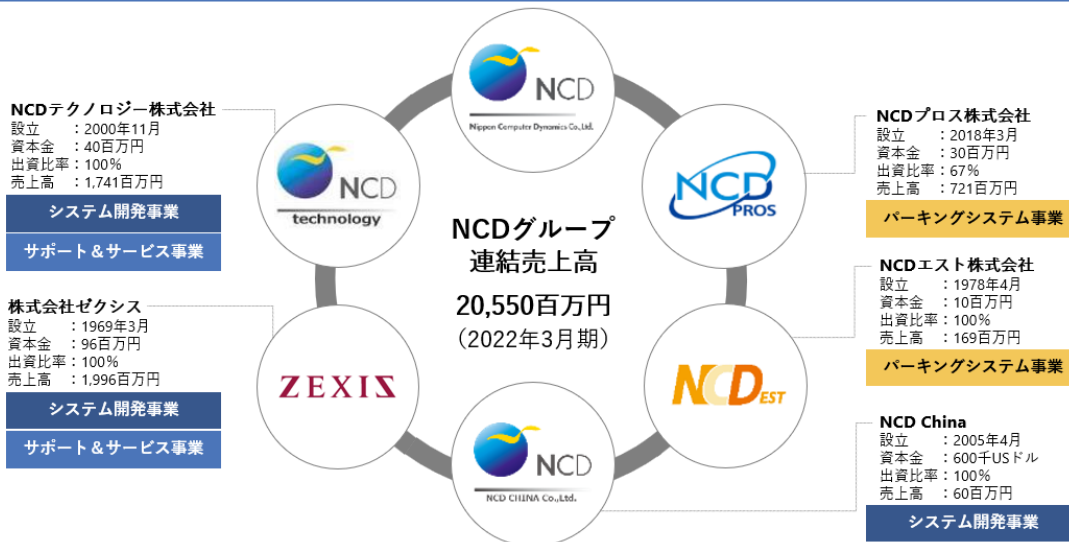 NCD
Nippon Computer Dynamics Co.,Ltd.
NCDテクノロジー株式会社
設立 :2000年11月
資本金 :40百万円
出資比率:100%
売上高 :1,741百万円
システム開発事業
サポート&サービス事業
NCD
technology
株式会社ゼクシス
設立 :1969年3月
資本金 :96百万円
出資比率:100%
売上高 :1,996百万円
システム開発事業
サポート&サービス事業
ZEXIS
NCDグループ
連結売上高
20,550百万円
(2022年3月期)
NCD
PROS
NCDプロス株式会社
設立 :2018年3月
資本金 :30百万円
出資比率:67%
売上高 :721百万円
パーキングシステム事業
NCD EST
NCDエスト株式会社
設立 :1978年4月
資本金 :10百万円
出資比率:100%
売上高 :169百万円
パーキングシステム事業
NCD
NCD CHINA Co.,Ltd.
NCD China
設立 :2005年4月
資本金 :600千USドル
出資比率:100%
売上高 :60百万円
システム開発事業